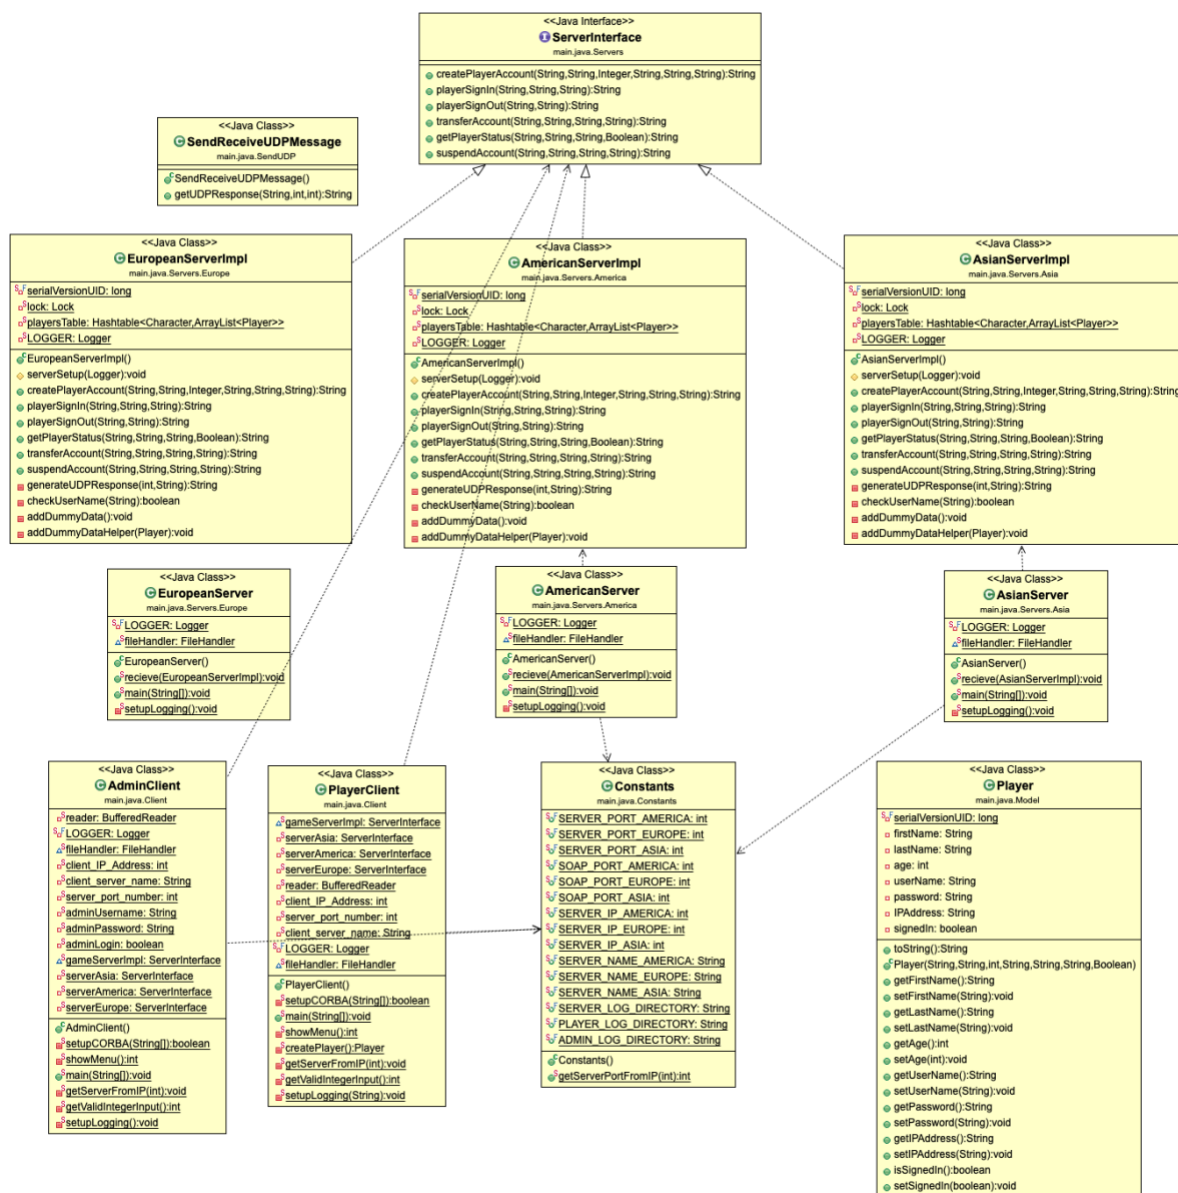 <<Java Interface>>
ServerInterface
main.java.Servers
createPlayerAccount(String,String,Integer,String,String,String):String
playerSignIn(String,String,String):String
playerSignOut(String,String):String
transferAccount(String,String,String,String):String
getPlayerStatus(String,String,String,Boolean):String
suspendAccount(String,String,String,String):String
<<Java Class>>
SendReceiveUDPMessage
main.java.SendUDP
SendReceiveUDPMessage()
getUDPResponse(String,int,int):String
<<Java Class>>
EuropeanServerImpl
main.java.Servers.Europe
serialVersionUID: long
lock: Lock
playersTable: Hashtable<Character,ArrayList<Player>>
LOGGER: Logger
EuropeanServerImpl()
serverSetup(Logger):void
createPlayerAccount(String,String,Integer,String,String,String):String
playerSignIn(String,String,String):String
playerSignOut(String,String):String
getPlayerStatus(String,String,String,Boolean):String
transferAccount(String,String,String,String):String
suspendAccount(String,String,String,String):String
generateUDPResponse(int,String):String
checkUserName(String):boolean
addDummyData():void
addDummyDataHelper(Player):void
<<Java Class>>
AmericanServerImpl
main.java.Servers.America
serialVersionUID: long
lock: Lock
playersTable: Hashtable<Character,ArrayList<Player>>
LOGGER: Logger
AmericanServerImpl()
serverSetup(Logger):void
createPlayerAccount(String,String,Integer,String,String,String):String
playerSignIn(String,String,String):String
playerSignOut(String,String):String
getPlayerStatus(String,String,String,Boolean):String
transferAccount(String,String,String,String):String
suspendAccount(String,String,String,String):String
generateUDPResponse(int,String):String
checkUserName(String):boolean
addDummyData():void
addDummyDataHelper(Player):void
<<Java Class>>
AsianServerImpl
main.java.Servers.Asia
serialVersionUID: long
lock: Lock
playersTable: Hashtable<Character,ArrayList<Player>>
LOGGER: Logger
AsianServerImpl()
serverSetup(Logger):void
createPlayerAccount(String,String,Integer,String,String,String):String
playerSignIn(String,String,String):String
playerSignOut(String,String):String
getPlayerStatus(String,String,String,Boolean):String
transferAccount(String,String,String,String):String
suspendAccount(String,String,String,String):String
generateUDPResponse(int,String):String
checkUserName(String):boolean
addDummyData():void
addDummyDataHelper(Player):void
<<Java Class>>
EuropeanServer
main.java.Servers.Europe
LOGGER: Logger
fileHandler: FileHandler
EuropeanServer()
recieve(EuropeanServerImpl):void
main(String[]):void
setupLogging():void
<<Java Class>>
AmericanServer
main.java.Servers.America
LOGGER: Logger
fileHandler: FileHandler
AmericanServer()
recieve(AmericanServerImpl):void
main(String[]):void
setupLogging():void
<<Java Class>>
AsianServer
main.java.Servers.Asia
LOGGER: Logger
fileHandler: FileHandler
AsianServer()
recieve(AsianServerImpl):void
main(String[]):void
setupLogging():void
<<Java Class>>
AdminClient
main.java.Client
reader: BufferedReader
LOGGER: Logger
fileHandler: FileHandler
client_IP_Address: int
client_server_name: String
server_port_number: int
adminUsername: String
adminPassword: String
adminLogin: boolean
gameServerImpl: ServerInterface
serverAsia: ServerInterface
serverAmerica: ServerInterface
serverEurope: ServerInterface
AdminClient()
setupCORBA(String[]):boolean
showMenu():int
main(String[]):void
getServerFromIP(int):void
getValidIntegerInput():int
setupLogging():void
<<Java Class>>
PlayerClient
main.java.Client
gameServerImpl: ServerInterface
serverAsia: ServerInterface
serverAmerica: ServerInterface
serverEurope: ServerInterface
reader: BufferedReader
client_IP_Address: int
server_port_number: int
client_server_name: String
LOGGER: Logger
fileHandler: FileHandler
PlayerClient()
setupCORBA(String[]):boolean
main(String[]):void
showMenu():int
createPlayer():Player
getServerFromIP(int):void
getValidIntegerInput():int
setupLogging(String):void
<<Java Class>>
Constants
main.java.Constants
SERVER_PORT_AMERICA: int
SERVER_PORT_EUROPE: int
SERVER_PORT_ASIA: int
SOAP_PORT_AMERICA: int
SOAP_PORT_EUROPE: int
SOAP_PORT_ASIA: int
SERVER_IP_AMERICA: int
SERVER_IP_EUROPE: int
SERVER_IP_ASIA: int
SERVER_NAME_AMERICA: String
SERVER_NAME_EUROPE: String
SERVER_NAME_ASIA: String
SERVER_LOG_DIRECTORY: String
PLAYER_LOG_DIRECTORY: String
ADMIN_LOG_DIRECTORY: String
Constants()
getServerPortFromIP(int):int
<<Java Class>>
Player
main.java.Model
serialVersionUID: long
firstName: String
lastName: String
age: int
userName: String
password: String
IPAddress: String
signedIn: boolean
toString():String
Player(String,String,int,String,String,String,Boolean)
getFirstName():String
setFirstName(String):void
getLastName():String
setLastName(String):void
getAge():int
setAge(int):void
getUserName():String
setUserName(String):void
getPassword():String
setPassword(String):void
getIPAddress():String
setIPAddress(String):void
isSignedIn():boolean
setSignedIn(boolean):void